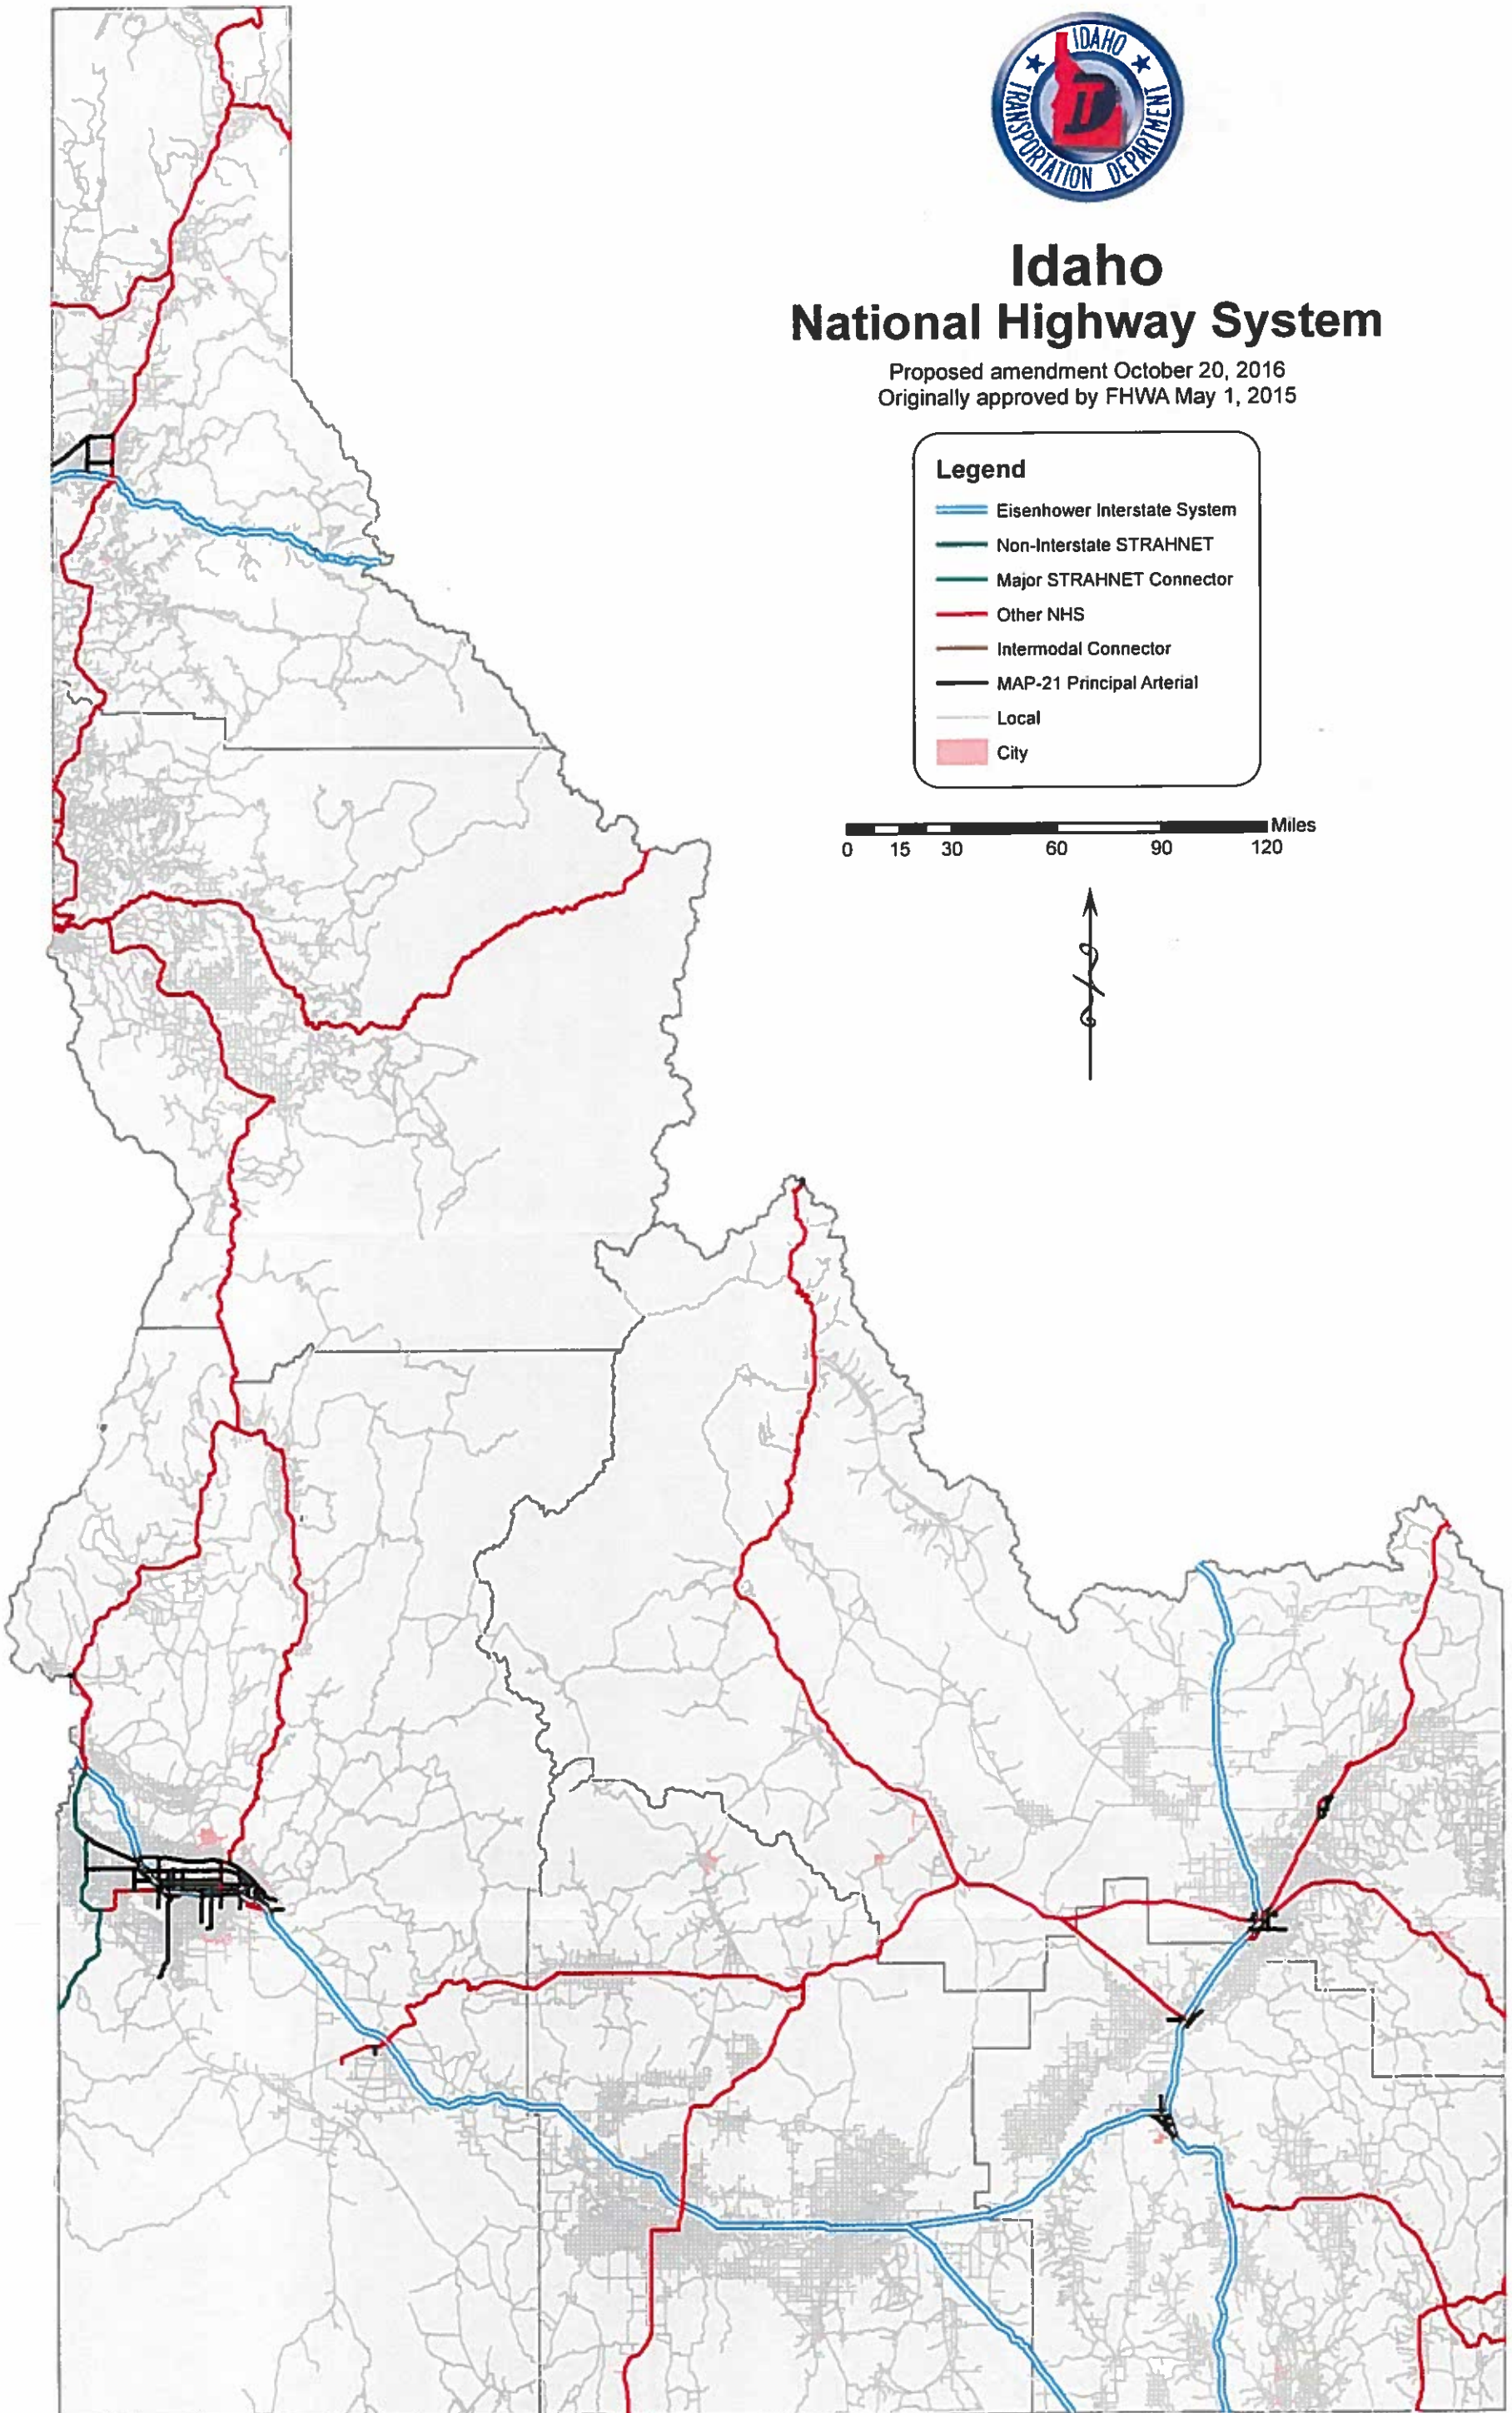 IDAHO
TRANSPORTATION DEPARTMENT
ITD
Idaho
National Highway System
Proposed amendment October 20, 2016
Originally approved by FHWA May 1, 2015
Legend
Eisenhower Interstate System
Non-Interstate STRAHNET
Major STRAHNET Connector
Other NHS
Intermodal Connector
MAP-21 Principal Arterial
Local
City
Miles
0 15 30 60 90 120